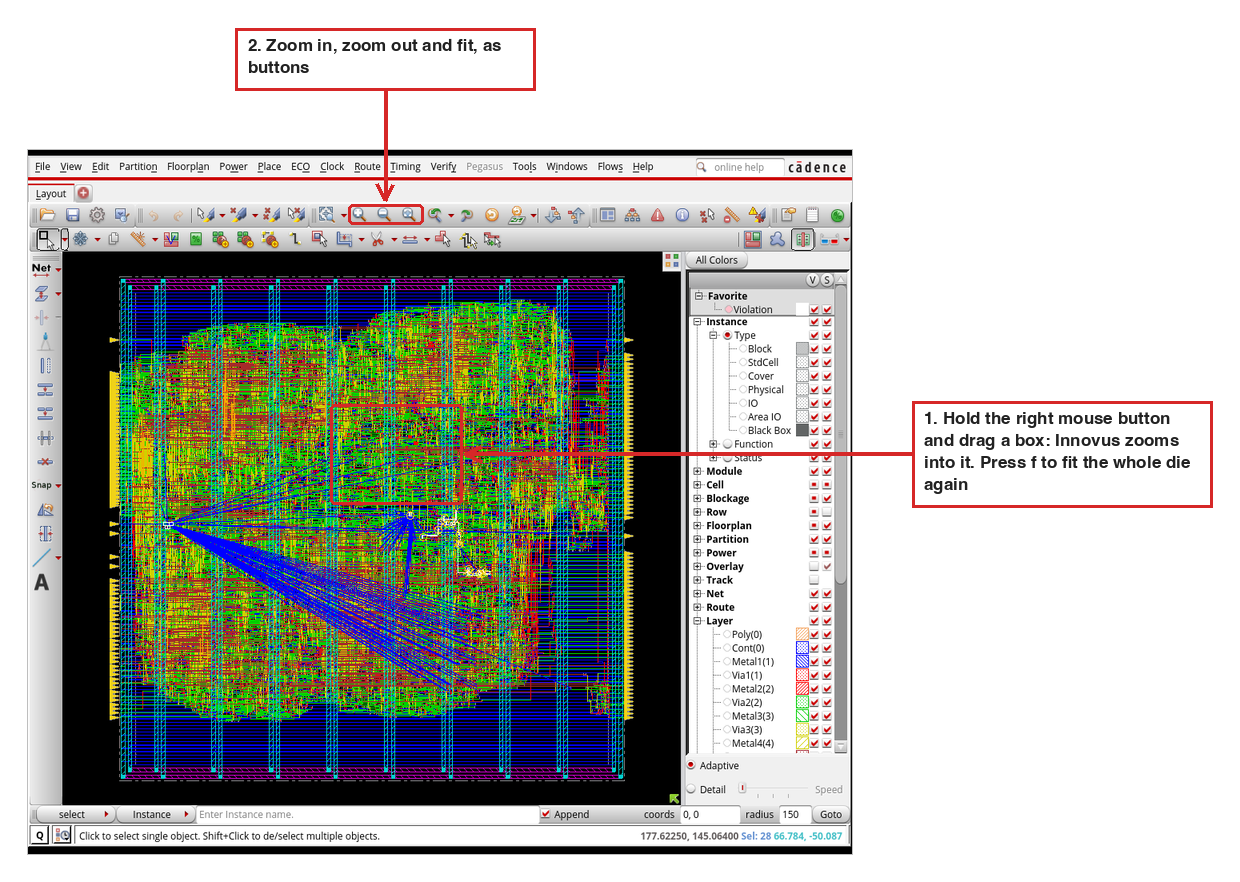 2. Zoom in, zoom out and fit, as
buttons
File View Edit Partition Floorplan Power Place ECO Clock Route Timing Verify Pegasus Tools Windows Flows Help online help cādence
Layout
Net
Snap
A
All Colors
V S
Favorite
Violation
Instance
Type
Block
StdCell
Cover
Physical
IO
Area IO
Black Box
Function
Status
Module
Cell
Blockage
Row
Floorplan
Partition
Power
Overlay
Track
Net
Route
Layer
Poly(0)
Cont(0)
Metal1(1)
Via1(1)
Metal2(2)
Via2(2)
Metal3(3)
Via3(3)
Metal4(4)
Adaptive
Detail Speed
1. Hold the right mouse button
and drag a box: Innovus zooms
into it. Press f to fit the whole die
again
select Instance Enter Instance name. Append coords 0, 0 radius 150 Goto
Q Click to select single object. Shift+Click to de/select multiple objects. 177.62250, 145.06400 Sel: 28 66.784, -50.087